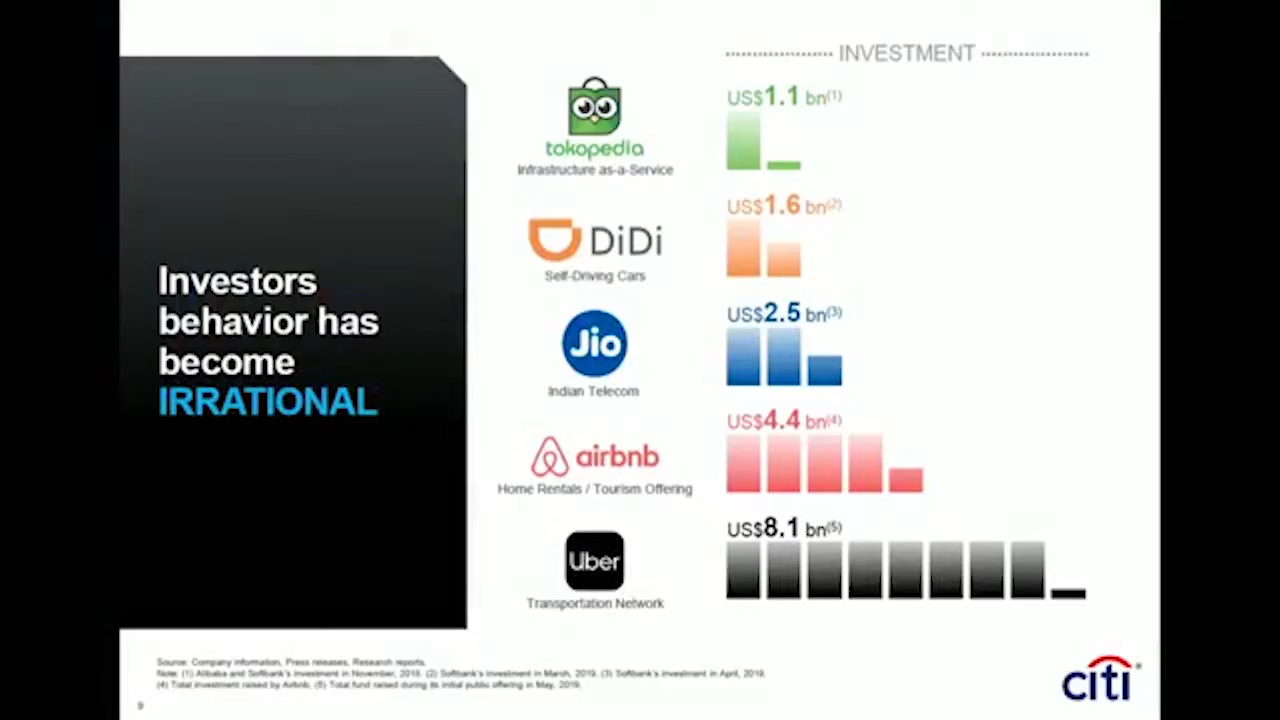 INVESTMENT
Investors
behavior has
become
IRRATIONAL
tokopedia
Infrastructure as-a-Service
US$1.1 bn(1)
DiDi
Self-Driving Cars
US$1.6 bn(2)
Jio
Indian Telecom
US$2.5 bn(3)
airbnb
Home Rentals / Tourism Offering
US$4.4 bn(4)
Uber
Transportation Network
US$8.1 bn(5)
Source: Company information, Press releases, Research reports.
Note: (1) Alibaba and Softbank's investment in November, 2018. (2) Softbank's investment in March, 2019. (3) Softbank's investment in April, 2019.
(4) Total investment raised by Airbnb. (5) Total fund raised during its initial public offering in May, 2019.
9
citi